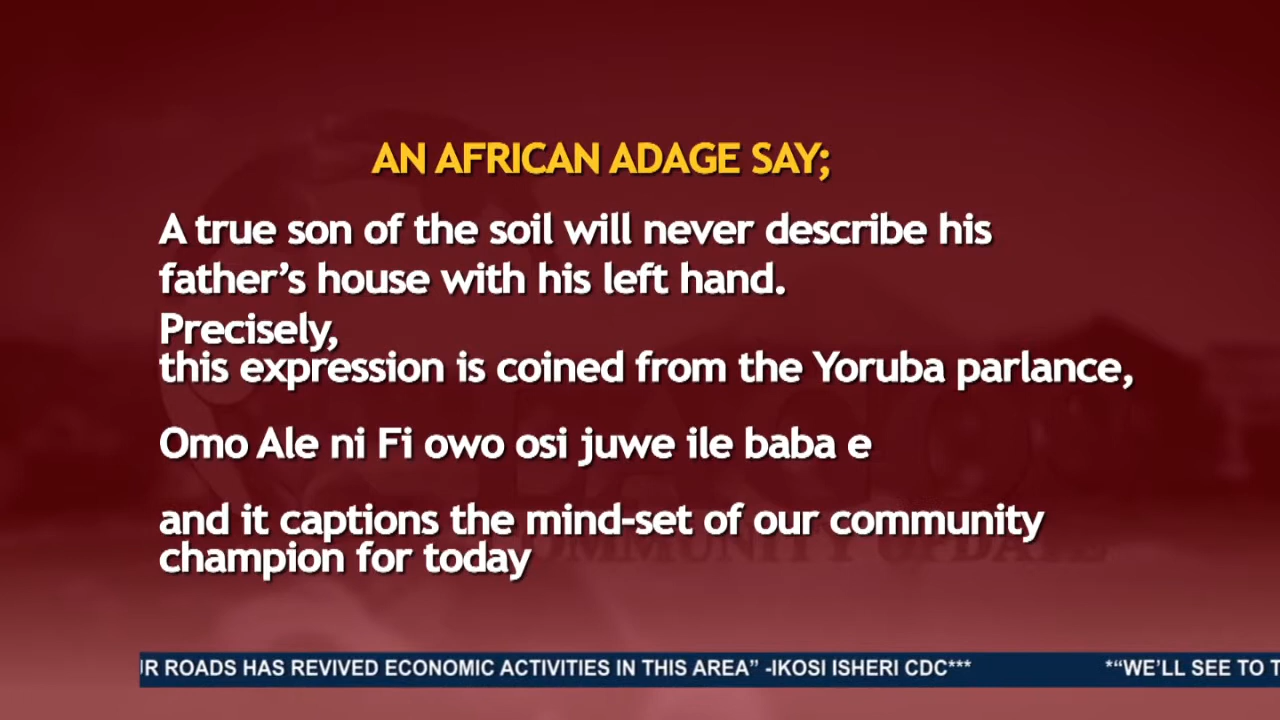 AN AFRICAN ADAGE SAY;
A true son of the soil will never describe his
father’s house with his left hand.
Precisely,
this expression is coined from the Yoruba parlance,
Omo Ale ni Fi owo osi juwe ile baba e
and it captions the mind-set of our community
champion for today
COMMUNITY UPDATE
ROADS HAS REVIVED ECONOMIC ACTIVITIES IN THIS AREA” -IKOSI ISHERI CDC*** *“WE’LL SEE TO